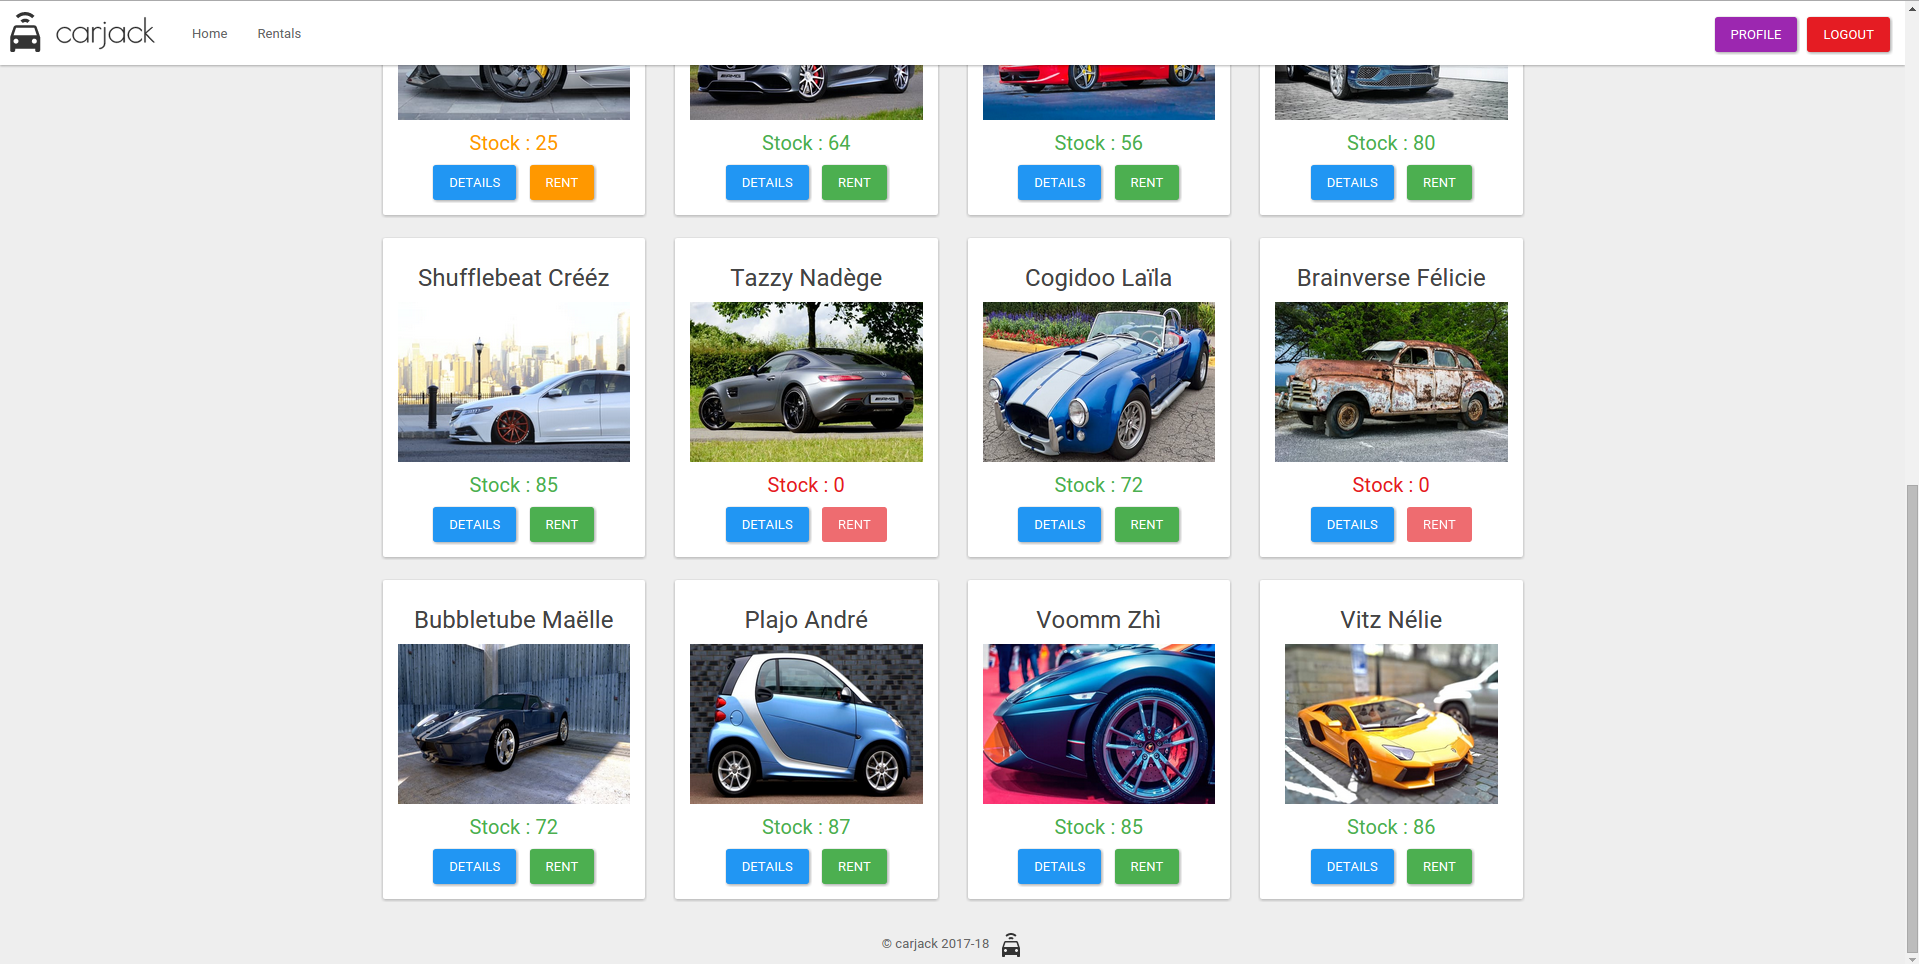 carjack Home Rentals PROFILE LOGOUT
AMG
Stock : 25 Stock : 64 Stock : 56 Stock : 80
DETAILS RENT DETAILS RENT DETAILS RENT DETAILS RENT
Shufflebeat Crééz Tazzy Nadège Cogidoo Laïla Brainverse Félicie
AMG
Stock : 85 Stock : 0 Stock : 72 Stock : 0
DETAILS RENT DETAILS RENT DETAILS RENT DETAILS RENT
Bubbletube Maëlle Plajo André Voomm Zhì Vitz Nélie
Stock : 72 Stock : 87 Stock : 85 Stock : 86
DETAILS RENT DETAILS RENT DETAILS RENT DETAILS RENT
© carjack 2017-18